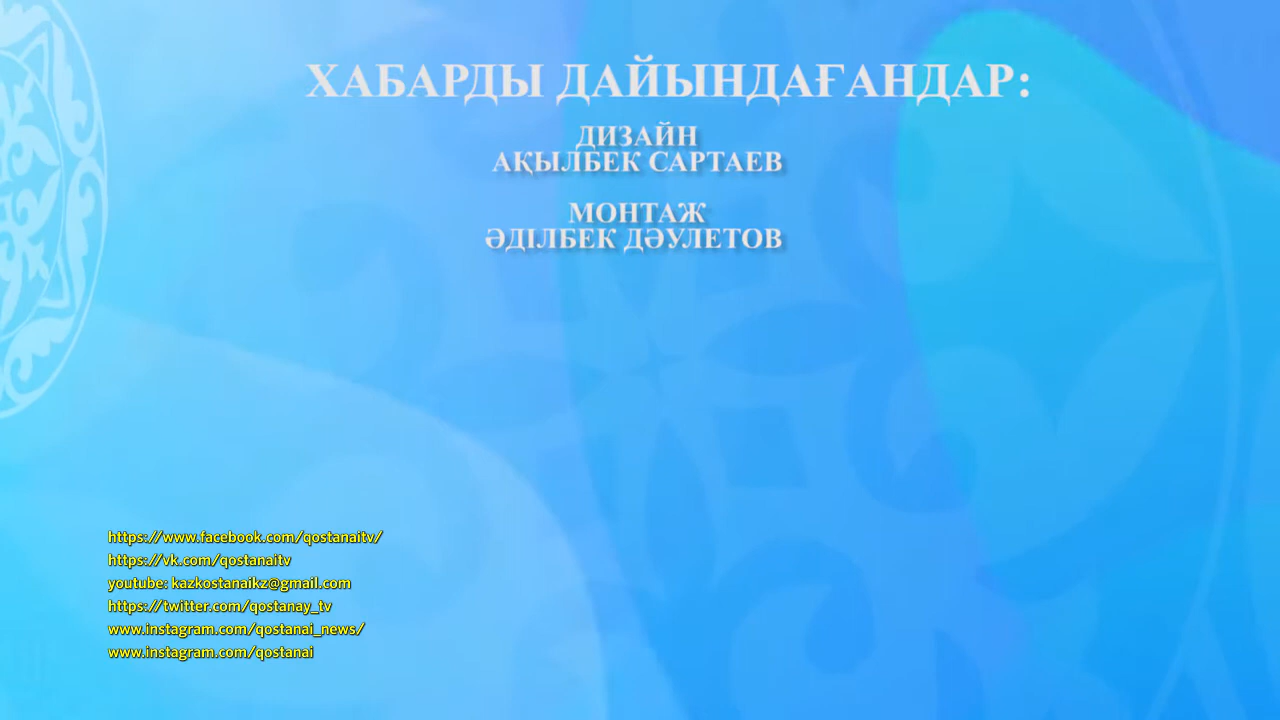 ХАБАРДЫ ДАЙЫНДАҒАНДАР:
ДИЗАЙН
АҚЫЛБЕК САРТАЕВ
МОНТАЖ
ӘДІЛБЕК ДӘУЛЕТОВ
https://www.facebook.com/qostanaitv/
https://vk.com/qostanaitv
youtube: kazkostanaikz@gmail.com
https://twitter.com/qostanay_tv
www.instagram.com/qostanai_news/
www.instagram.com/qostanai